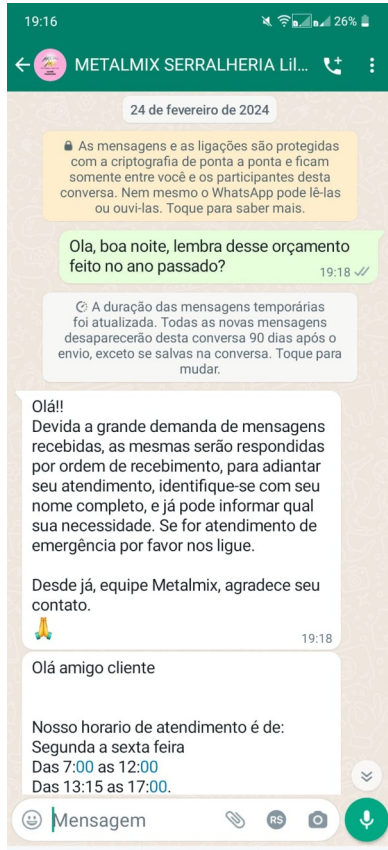 19:16
26%
METALMIX SERRALHERIA Lil...
24 de fevereiro de 2024
As mensagens e as ligações são protegidas
com a criptografia de ponta a ponta e ficam
somente entre você e os participantes desta
conversa. Nem mesmo o WhatsApp pode lê-las
ou ouvi-las. Toque para saber mais.
Ola, boa noite, lembra desse orçamento
feito no ano passado?
19:18
A duração das mensagens temporárias
foi atualizada. Todas as novas mensagens
desaparecerão desta conversa 90 dias após o
envio, exceto se salvas na conversa. Toque para
mudar.
Olá!!
Devida a grande demanda de mensagens
recebidas, as mesmas serão respondidas
por ordem de recebimento, para adiantar
seu atendimento, identifique-se com seu
nome completo, e já pode informar qual
sua necessidade. Se for atendimento de
emergência por favor nos ligue.
Desde já, equipe Metalmix, agradece seu
contato.
19:18
Olá amigo cliente
Nosso horario de atendimento é de:
Segunda a sexta feira
Das 7:00 as 12:00
Das 13:15 as 17:00.
Mensagem
RS